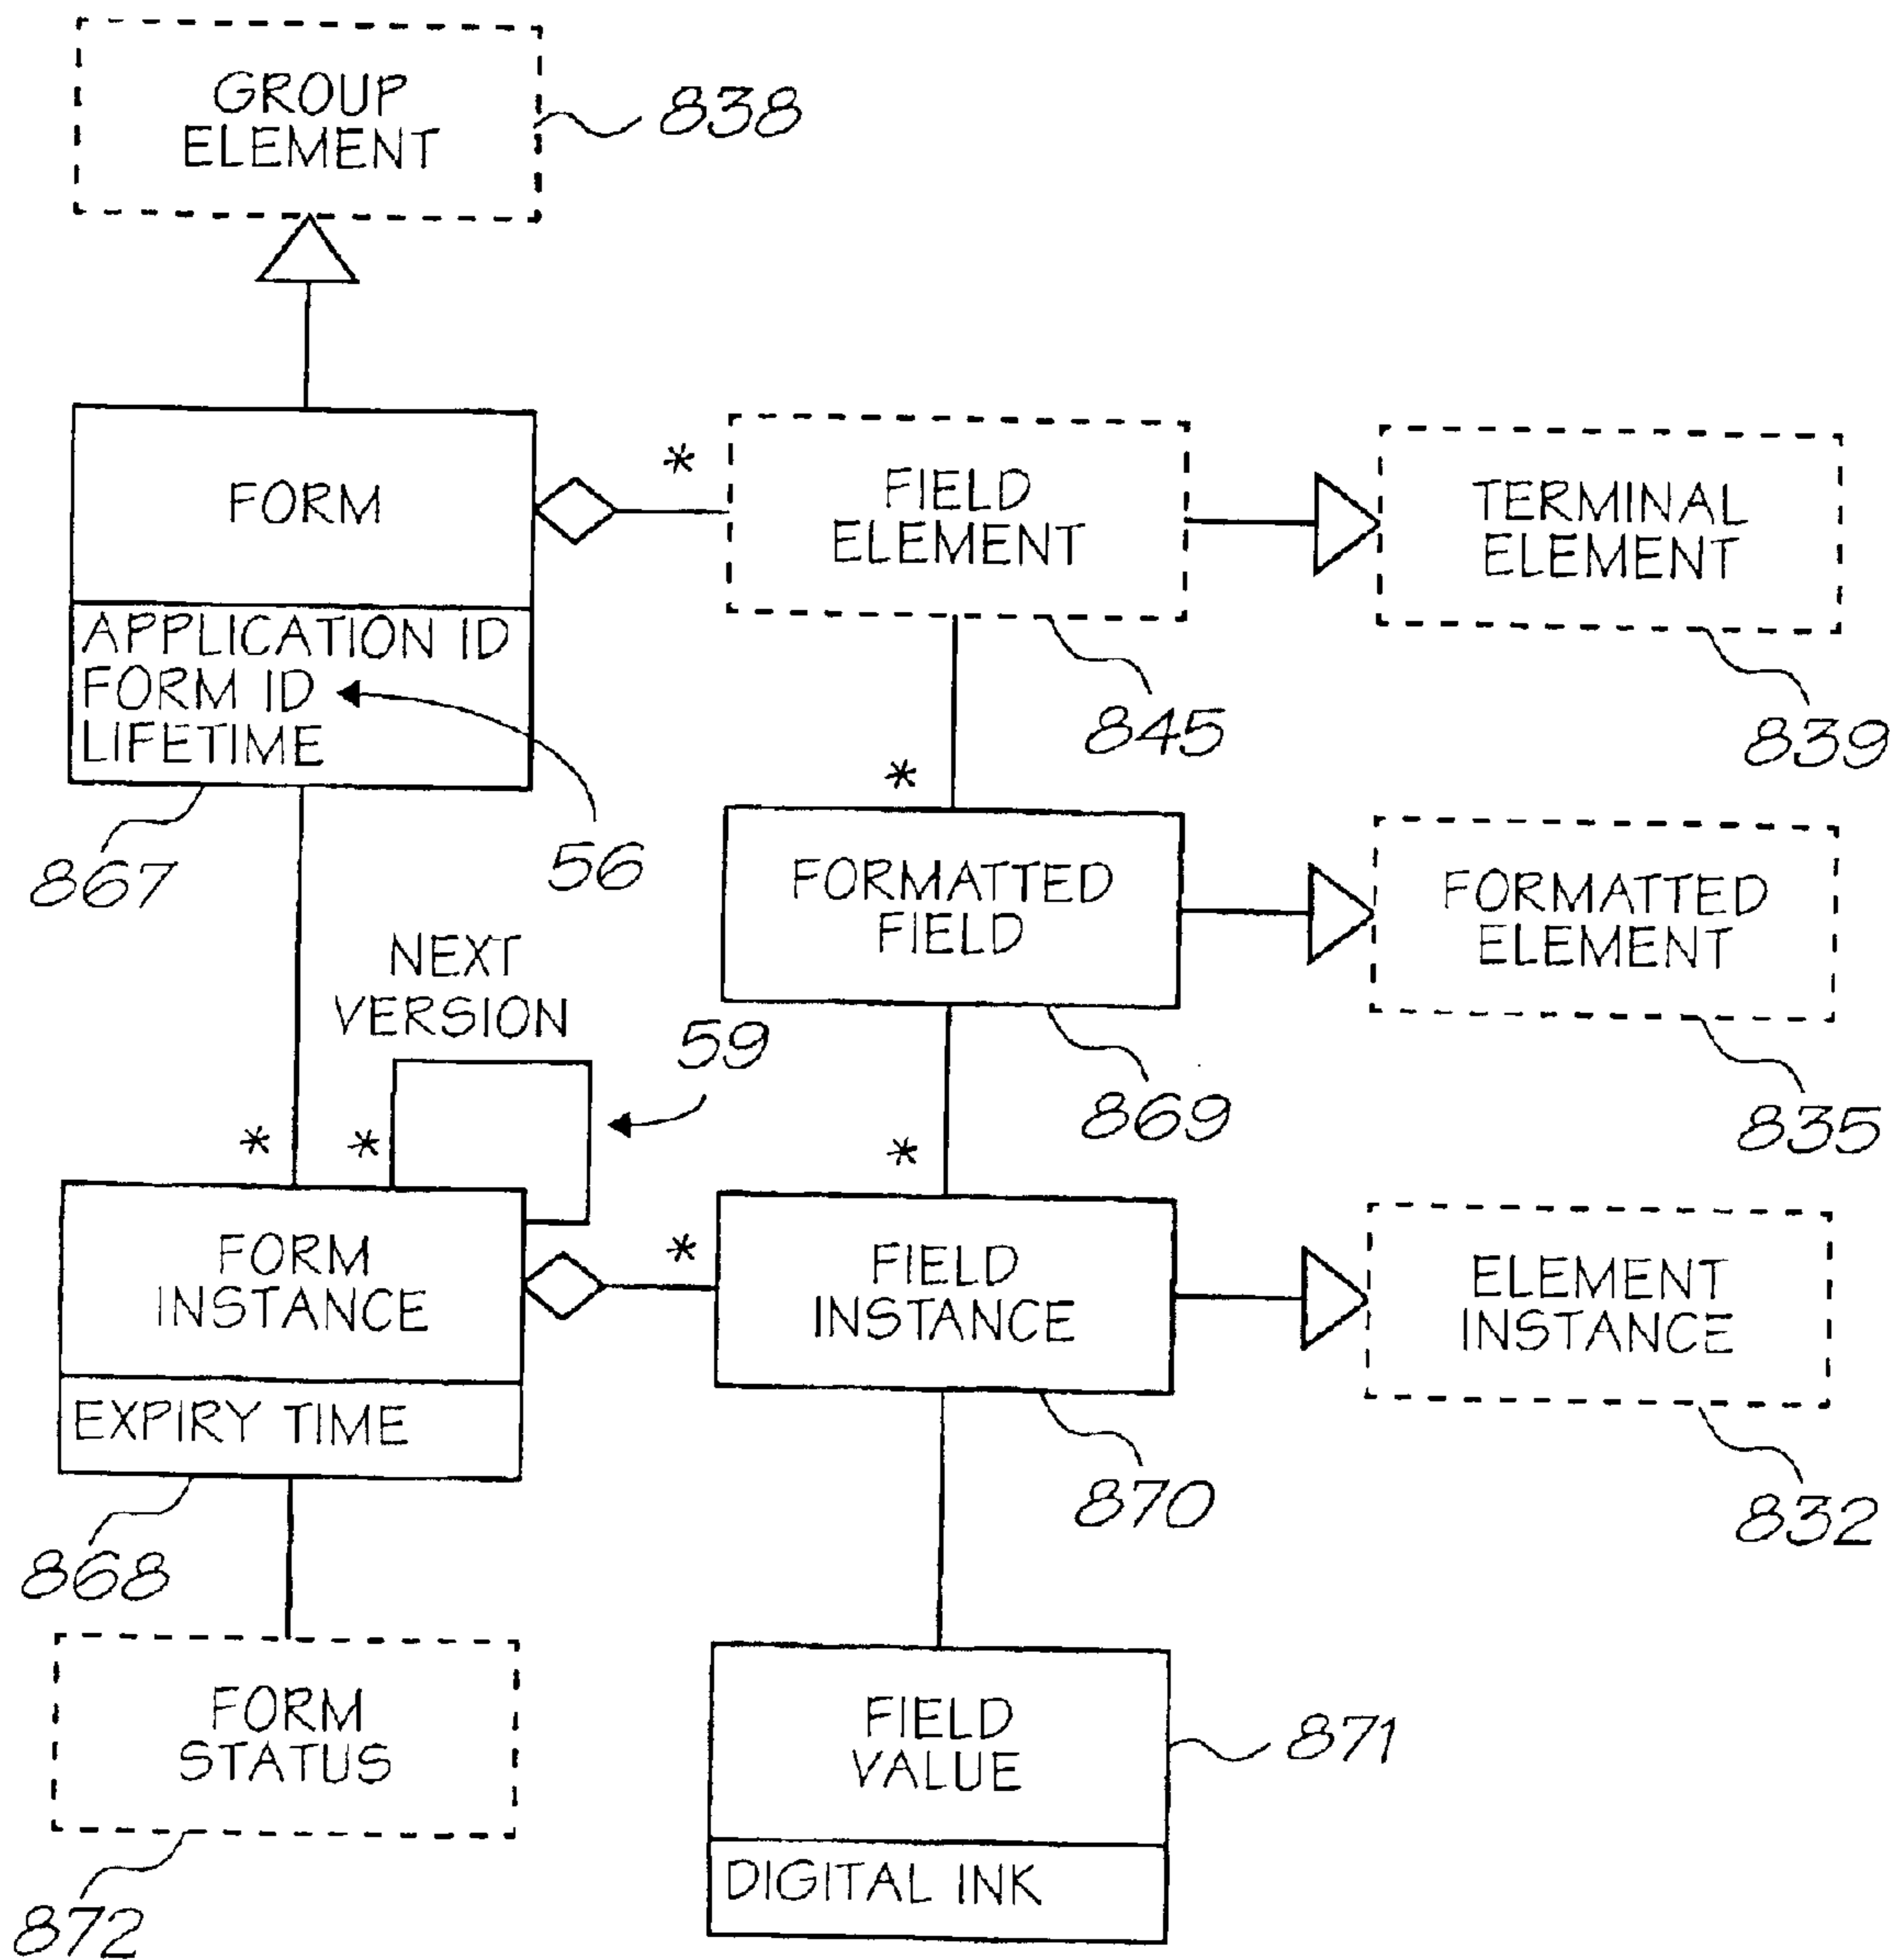 GROUP
ELEMENT
838
FORM
*
FIELD
ELEMENT
TERMINAL
ELEMENT
APPLICATION ID
FORM ID
LIFETIME
845
839
*
867
56
FORMATTED
FIELD
FORMATTED
ELEMENT
NEXT
VERSION
59
869
835
*
*
*
FORM
INSTANCE
*
FIELD
INSTANCE
ELEMENT
INSTANCE
EXPIRY TIME
870
832
868
FORM
STATUS
FIELD
VALUE
871
DIGITAL INK
872